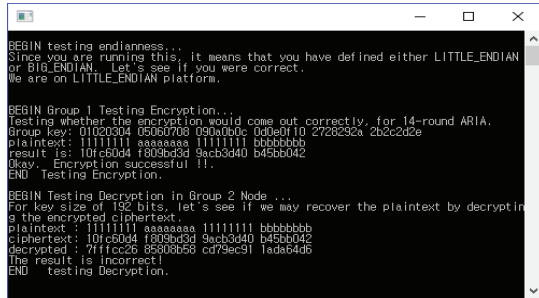 BEGIN testing endianness...
Since you are running this, it means that you have defined either LITTLE_ENDIAN
or BIG_ENDIAN.  Let's see if you were correct.
We are on LITTLE_ENDIAN platform.
BEGIN Group 1 Testing Encryption...
Testing whether the encryption would come out correctly, for 14-round ARIA.
Group key: 01020304 05060708 090a0b0c 0d0e0f10 2728292a 2b2c2d2e
plaintext: 11111111 aaaaaaaa 11111111 bbbbbbbb
result is: 10fc60d4 f809bd3d 9acb3d40 b45bb042
Okay.  Encryption successful !!.
END  Testing Encryption.
BEGIN Testing Decryption in Group 2 Node ...
For key size of 192 bits, let's see if we may recover the plaintext by decryptin
g the encrypted ciphertext.
plaintext : 11111111 aaaaaaaa 11111111 bbbbbbbb
ciphertext: 10fc60d4 f809bd3d 9acb3d40 b45bb042
decrypted : 7fffcc26 85808b58 cd79ec91 1ada64d6
The result is incorrect!
END   testing Decryption.